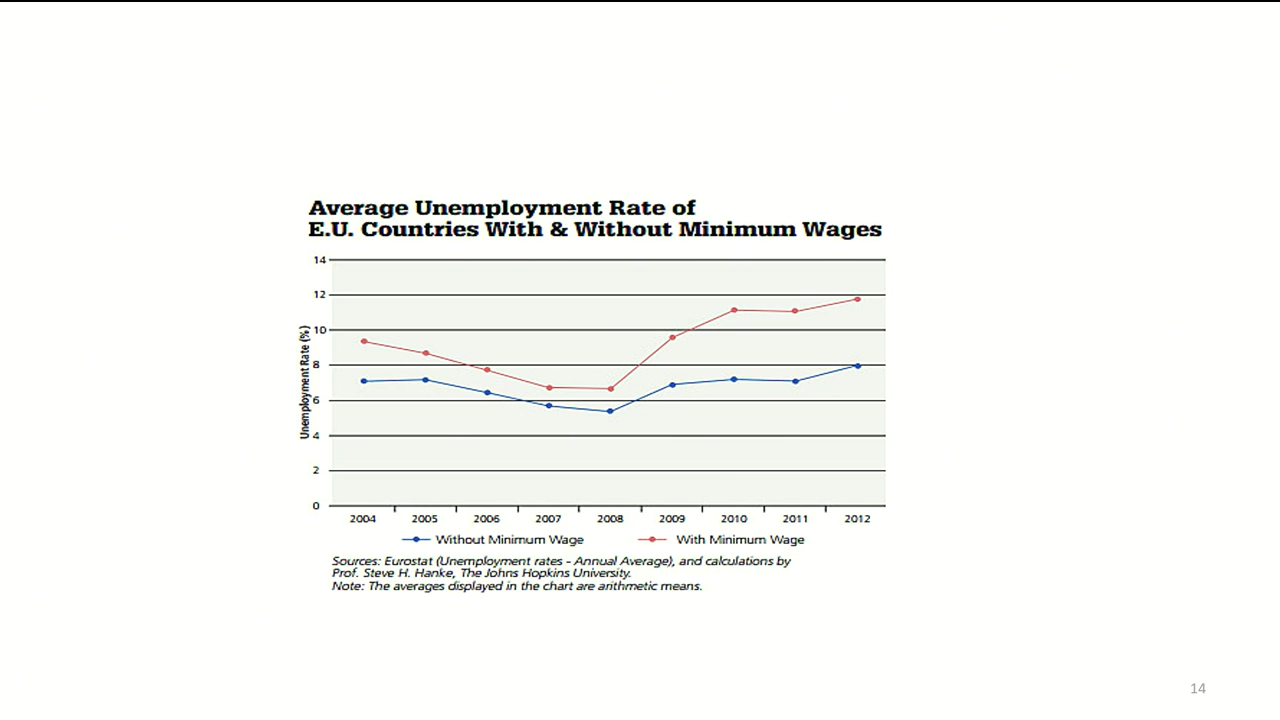 Average Unemployment Rate of
E.U. Countries With & Without Minimum Wages
14
12
10
8
6
4
2
0
Unemployment Rate (%)
2004 2005 2006 2007 2008 2009 2010 2011 2012
Without Minimum Wage With Minimum Wage
Sources: Eurostat (Unemployment rates - Annual Average), and calculations by
Prof. Steve H. Hanke, The Johns Hopkins University.
Note: The averages displayed in the chart are arithmetic means.
14